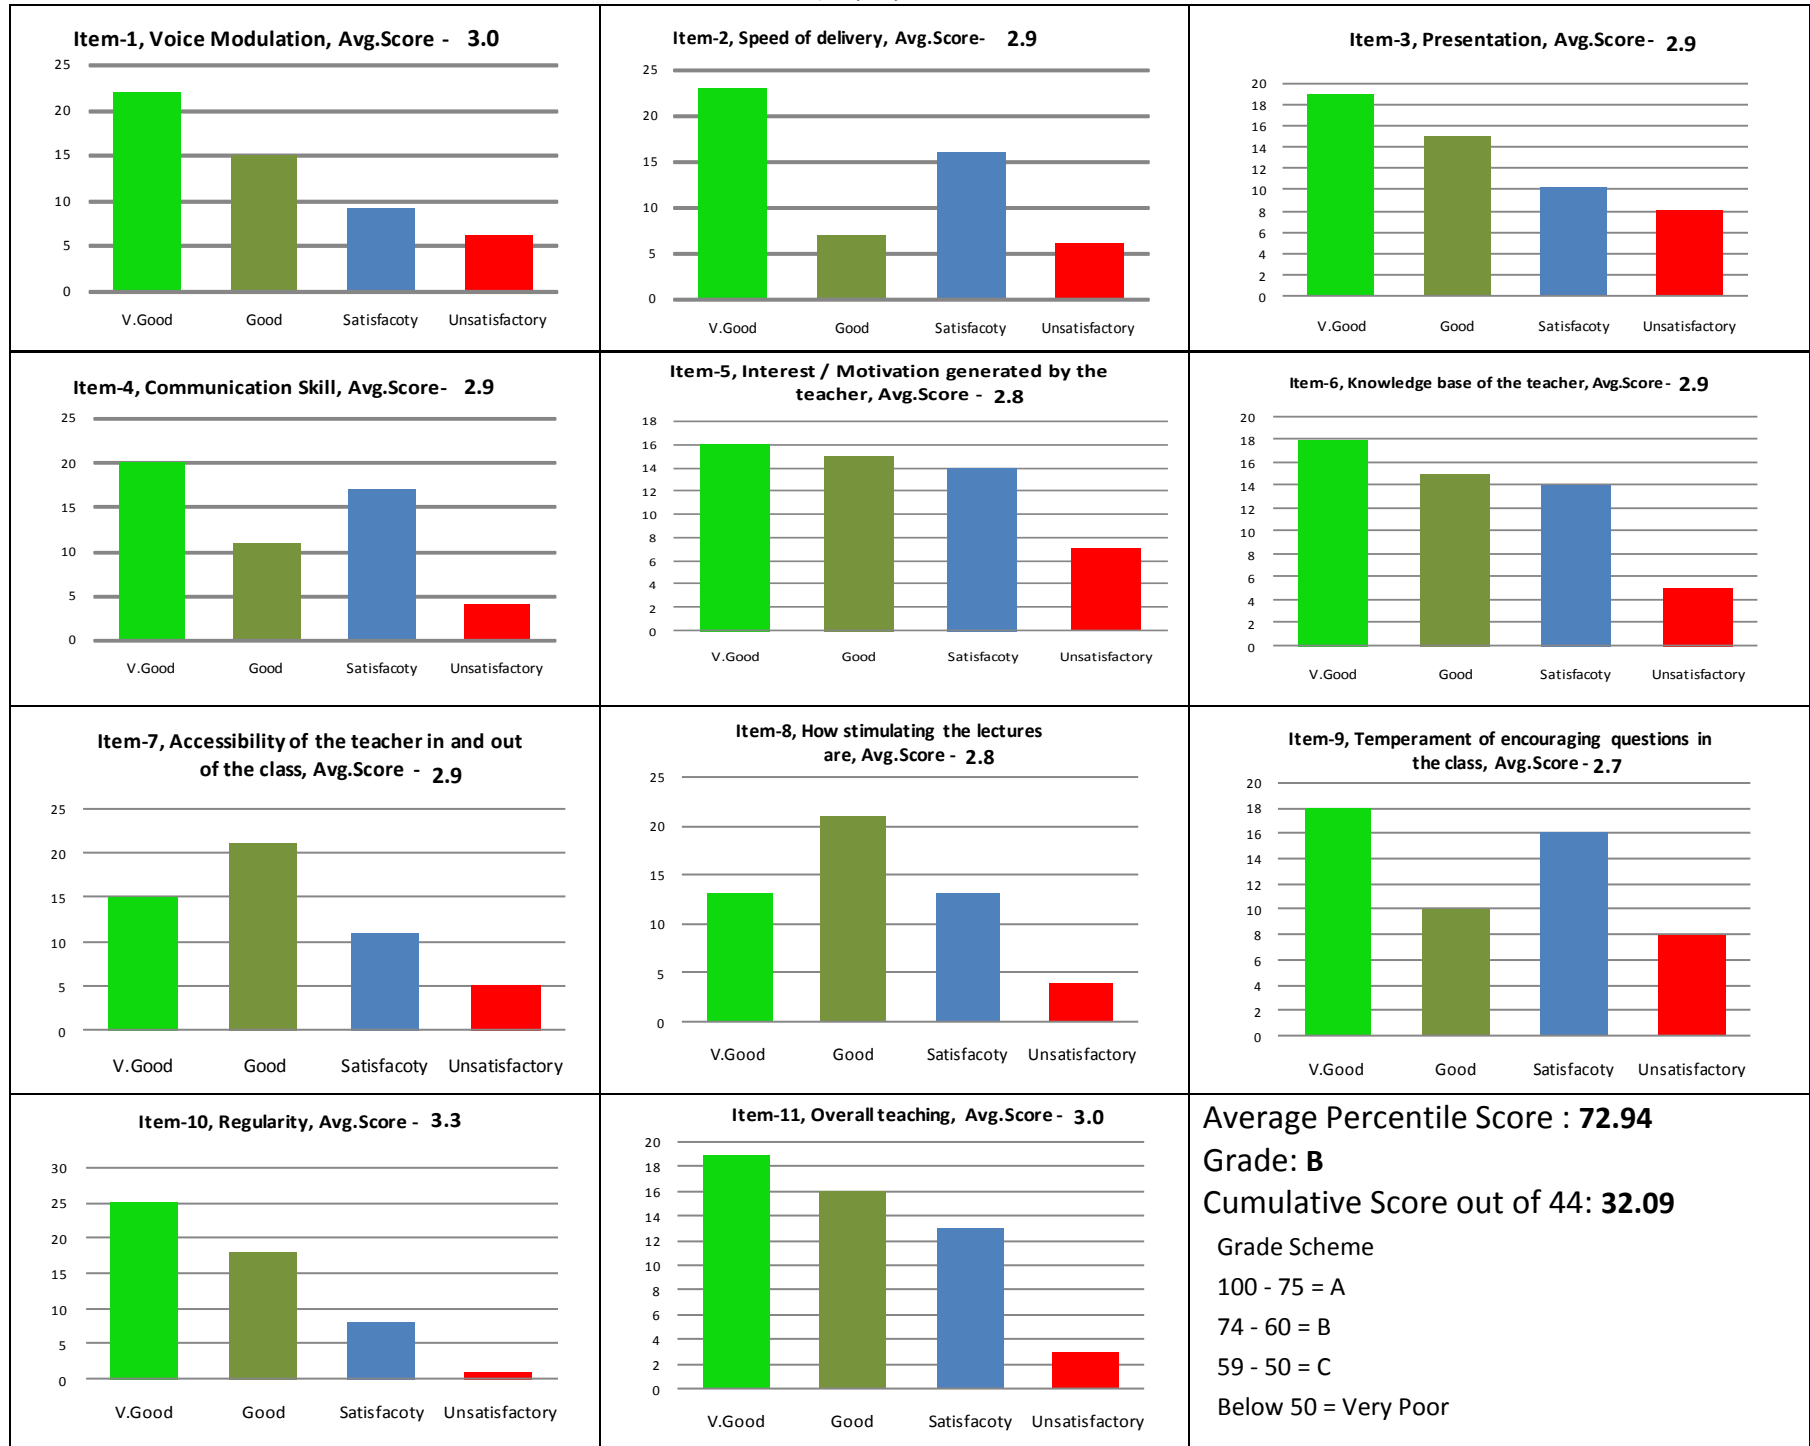 Item-1, Voice Modulation, Avg.Score - 3.0
25
20
15
10
5
0
V.Good Good Satisfacoty Unsatisfactory
Item-2, Speed of delivery, Avg.Score- 2.9
25
20
15
10
5
0
V.Good Good Satisfacoty Unsatisfactory
Item-3, Presentation, Avg.Score- 2.9
20
18
16
14
12
10
8
6
4
2
0
V.Good Good Satisfacoty Unsatisfactory
Item-4, Communication Skill, Avg.Score- 2.9
25
20
15
10
5
0
V.Good Good Satisfacoty Unsatisfactory
Item-5, Interest / Motivation generated by the
teacher, Avg.Score - 2.8
18
16
14
12
10
8
6
4
2
0
V.Good Good Satisfacoty Unsatisfactory
Item-6, Knowledge base of the teacher, Avg.Score- 2.9
20
18
16
14
12
10
8
6
4
2
0
V.Good Good Satisfacoty Unsatisfactory
Item-7, Accessibility of the teacher in and out
of the class, Avg.Score - 2.9
25
20
15
10
5
0
V.Good Good Satisfacoty Unsatisfactory
Item-8, How stimulating the lectures
are, Avg.Score - 2.8
25
20
15
10
5
0
V.Good Good Satisfacoty Unsatisfactory
Item-9, Temperament of encouraging questions in
the class, Avg.Score - 2.7
20
18
16
14
12
10
8
6
4
2
0
V.Good Good Satisfacoty Unsatisfactory
Item-10, Regularity, Avg.Score - 3.3
30
25
20
15
10
5
0
V.Good Good Satisfacoty Unsatisfactory
Item-11, Overall teaching, Avg.Score - 3.0
20
18
16
14
12
10
8
6
4
2
0
V.Good Good Satisfacoty Unsatisfactory
Average Percentile Score : 72.94
Grade: B
Cumulative Score out of 44: 32.09
Grade Scheme
100 - 75 = A
74 - 60 = B
59 - 50 = C
Below 50 = Very Poor